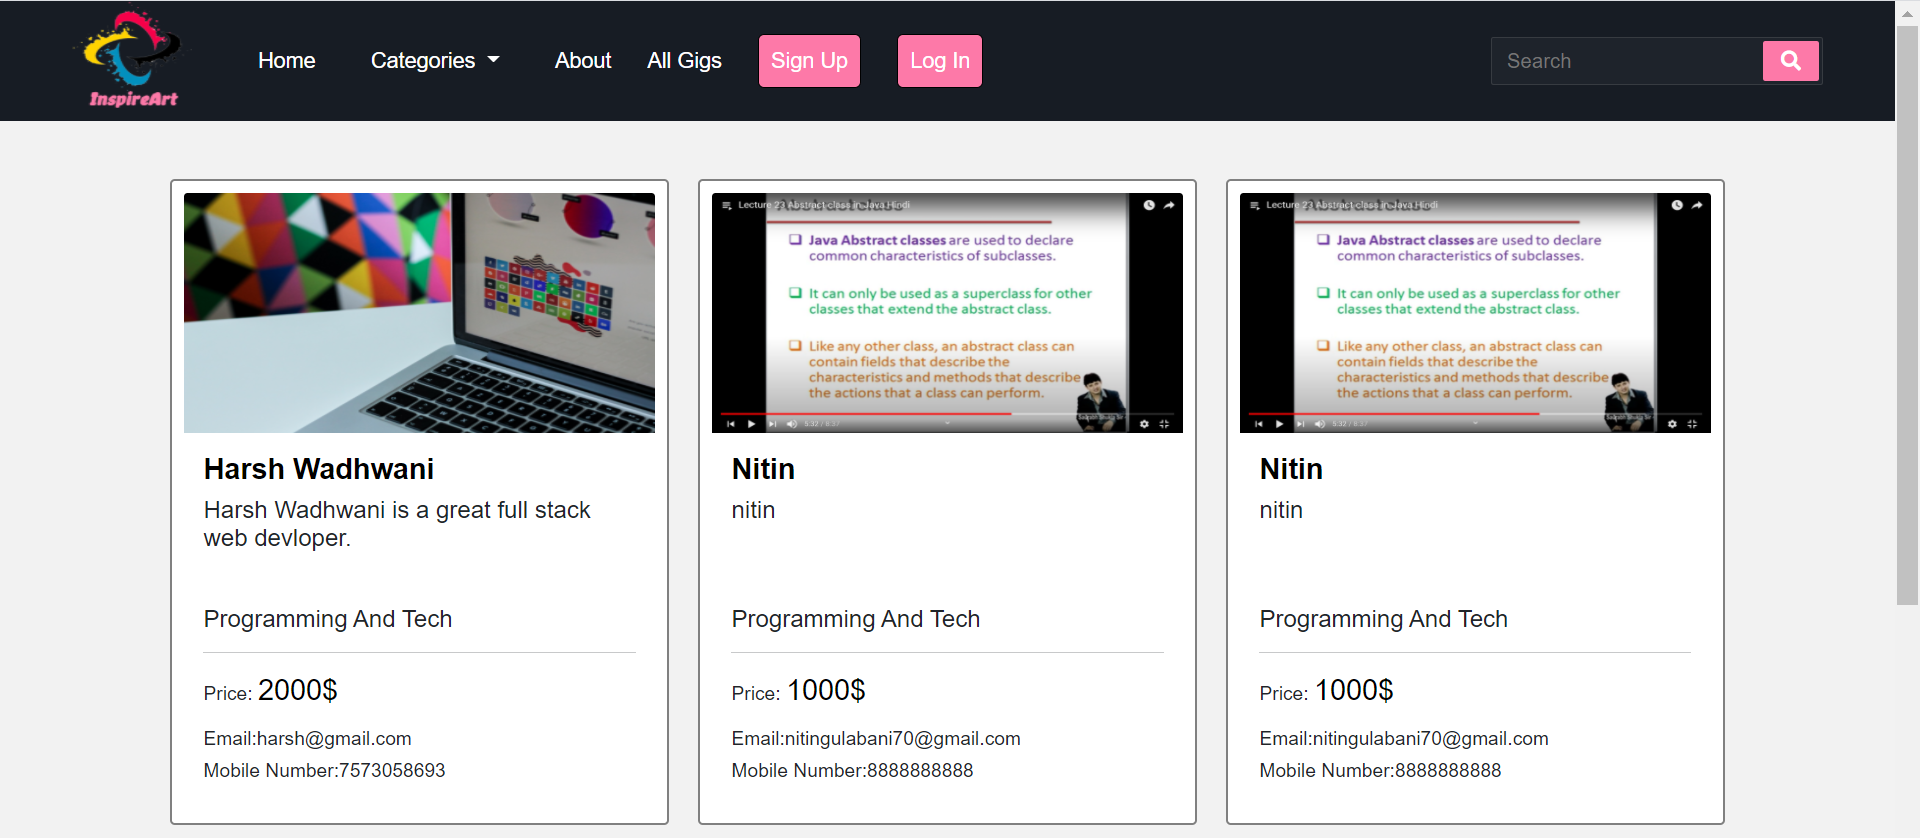 InspireArt
Home
Categories
About
All Gigs
Sign Up
Log In
Search
Lecture 23 Abstract class in Java Hindi
Java Abstract classes are used to declare
common characteristics of subclasses.
It can only be used as a superclass for other
classes that extend the abstract class.
Like any other class, an abstract class can
contain fields that describe the
characteristics and methods that describe
the actions that a class can perform.
5:32 / 8:37
Lecture 23 Abstract class in Java Hindi
Java Abstract classes are used to declare
common characteristics of subclasses.
It can only be used as a superclass for other
classes that extend the abstract class.
Like any other class, an abstract class can
contain fields that describe the
characteristics and methods that describe
the actions that a class can perform.
5:32 / 8:37
Harsh Wadhwani
Harsh Wadhwani is a great full stack
web devloper.
Programming And Tech
Price: 2000$
Email:harsh@gmail.com
Mobile Number:7573058693
Nitin
nitin
Programming And Tech
Price: 1000$
Email:nitingulabani70@gmail.com
Mobile Number:8888888888
Nitin
nitin
Programming And Tech
Price: 1000$
Email:nitingulabani70@gmail.com
Mobile Number:8888888888